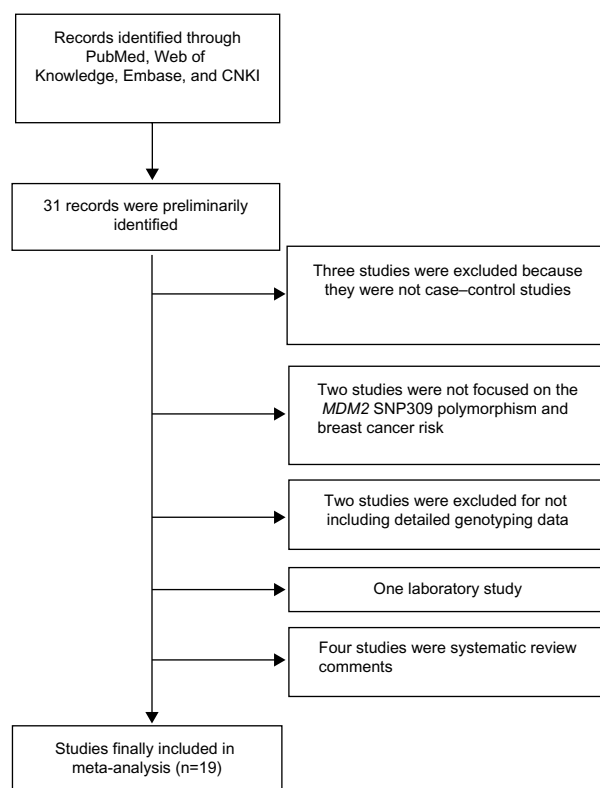 Records identified through
PubMed, Web of
Knowledge, Embase, and CNKI
31 records were preliminarily
identified
Three studies were excluded because
they were not case–control studies
Two studies were not focused on the
MDM2 SNP309 polymorphism and
breast cancer risk
Two studies were excluded for not
including detailed genotyping data
One laboratory study
Four studies were systematic review
comments
Studies finally included in
meta-analysis (n=19)